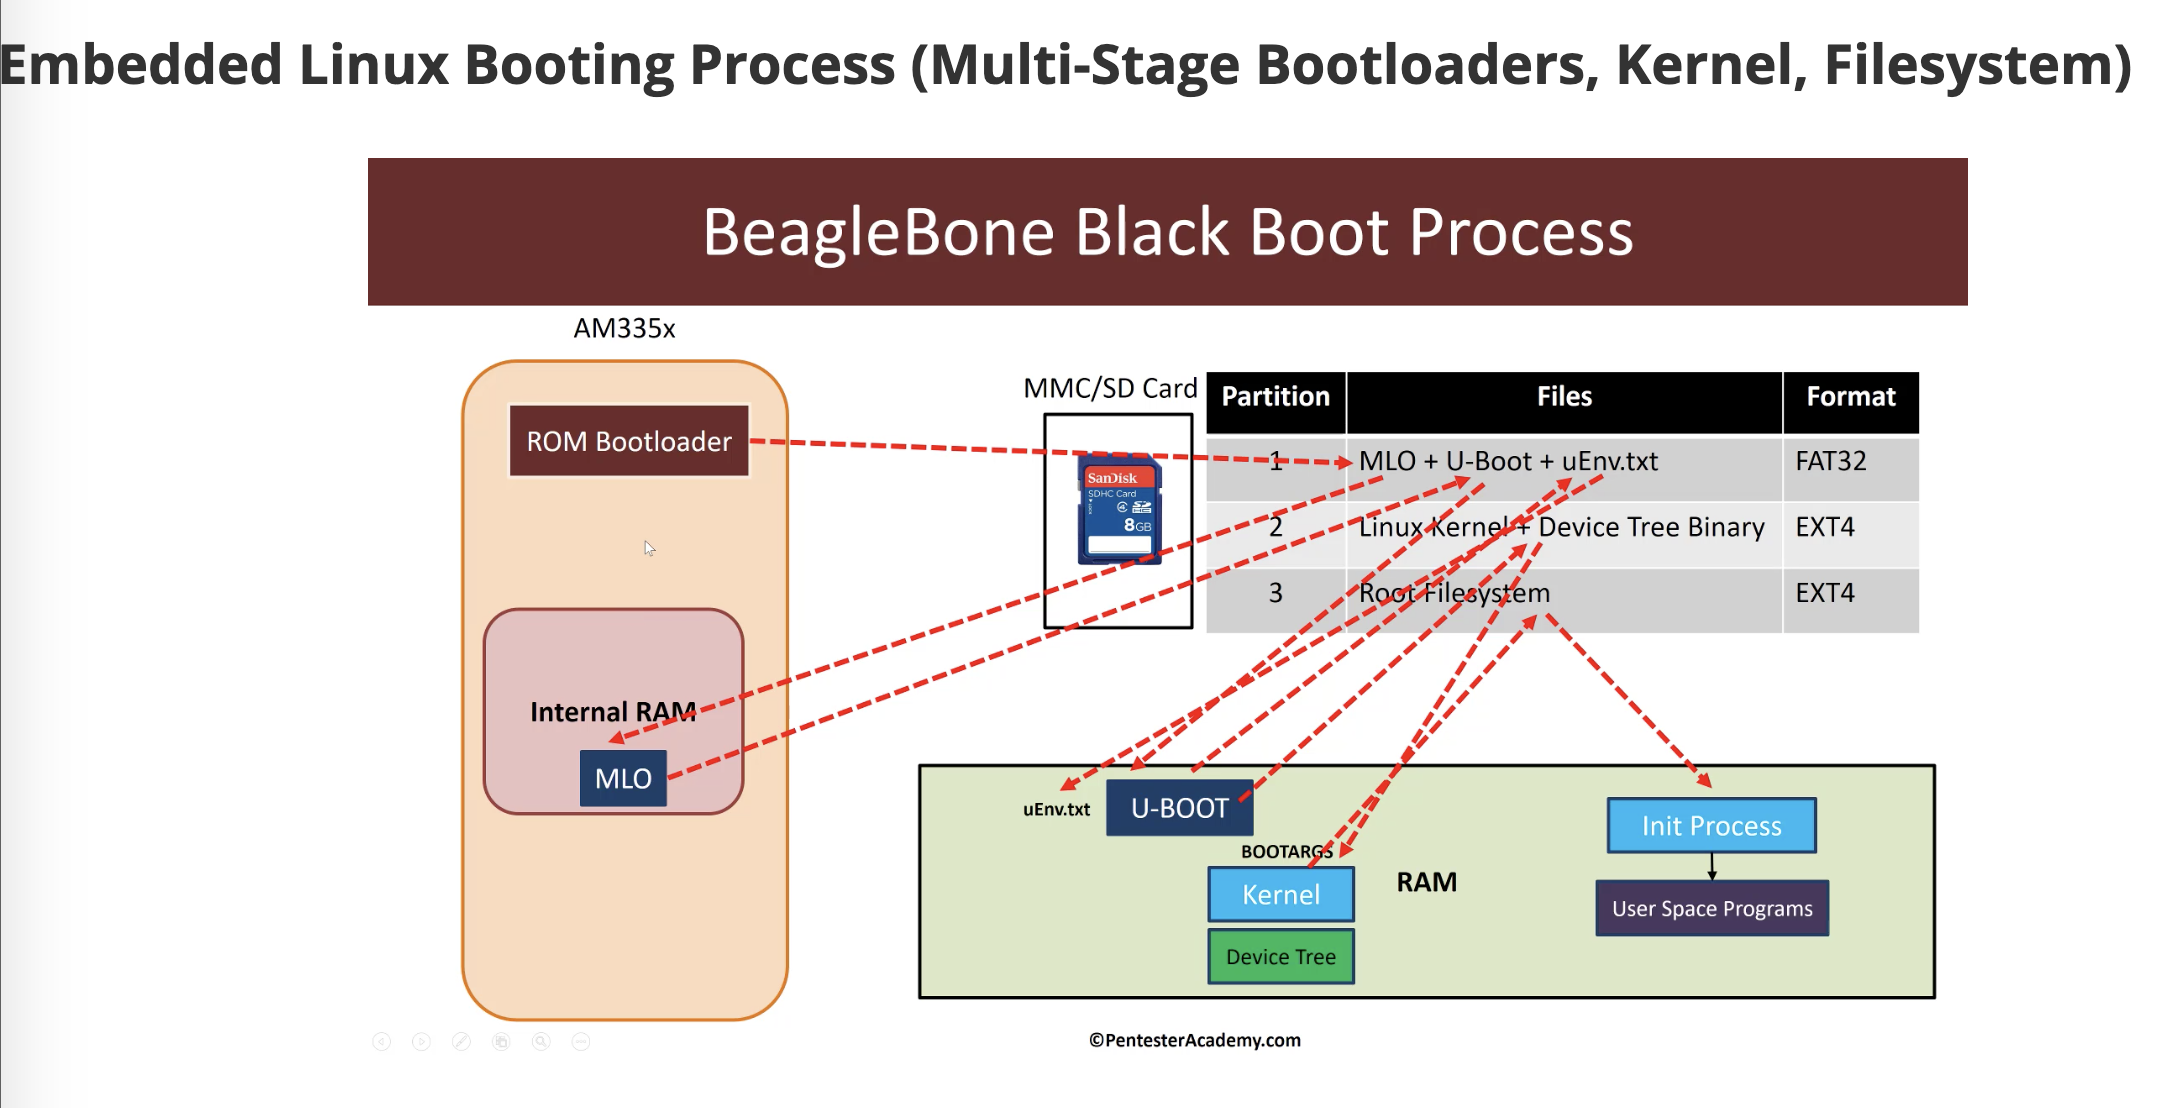 Embedded Linux Booting Process (Multi-Stage Bootloaders, Kernel, Filesystem)
BeagleBone Black Boot Process
AM335x
ROM Bootloader
Internal RAM
MLO
MMC/SD Card
SanDisk
SDHC Card
8GB
Partition Files Format
1 MLO + U-Boot + uEnv.txt FAT32
2 Linux Kernel + Device Tree Binary EXT4
3 Root Filesystem EXT4
uEnv.txt
U-BOOT
BOOTARGS
Kernel
Device Tree
RAM
Init Process
User Space Programs
©PentesterAcademy.com